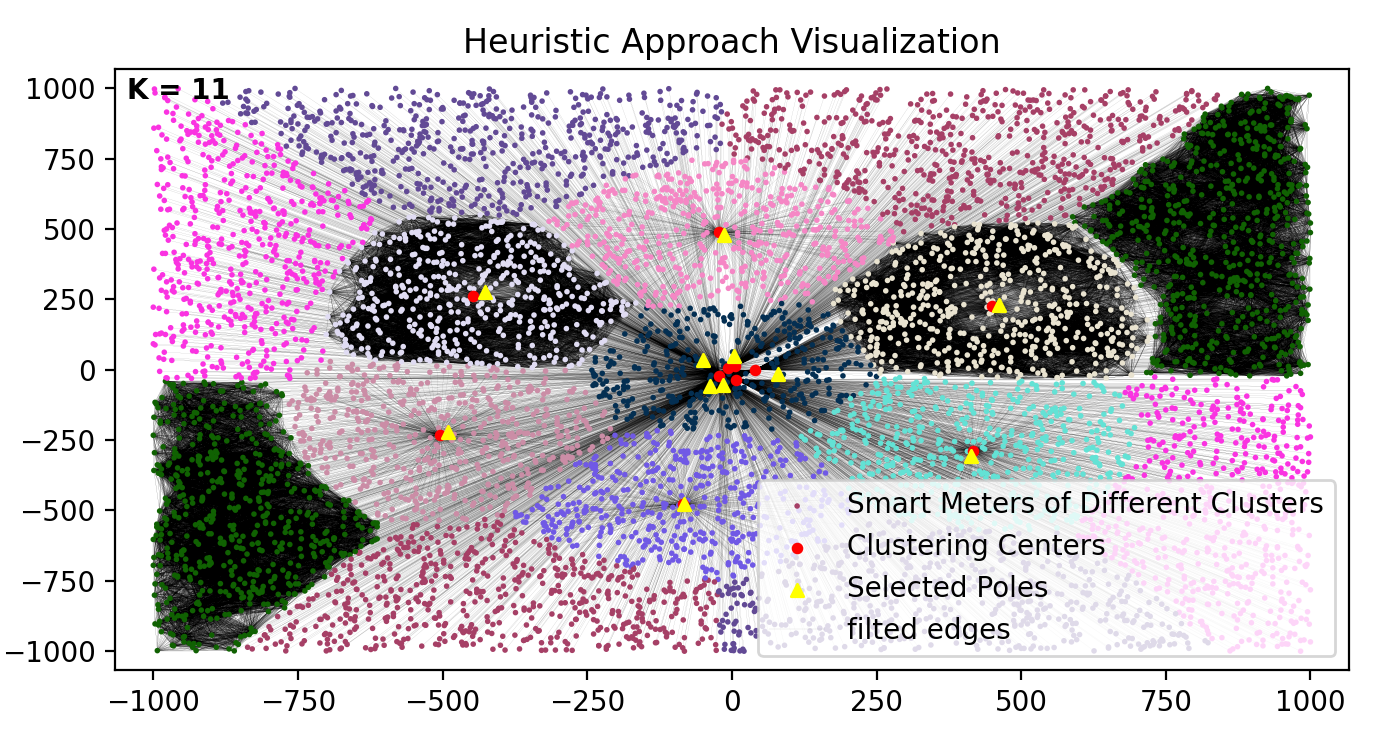 Heuristic Approach Visualization
K = 11
1000
750
500
250
0
−250
−500
−750
−1000
Smart Meters of Different Clusters
Clustering Centers
Selected Poles
filted edges
−1000 −750 −500 −250 0 250 500 750 1000